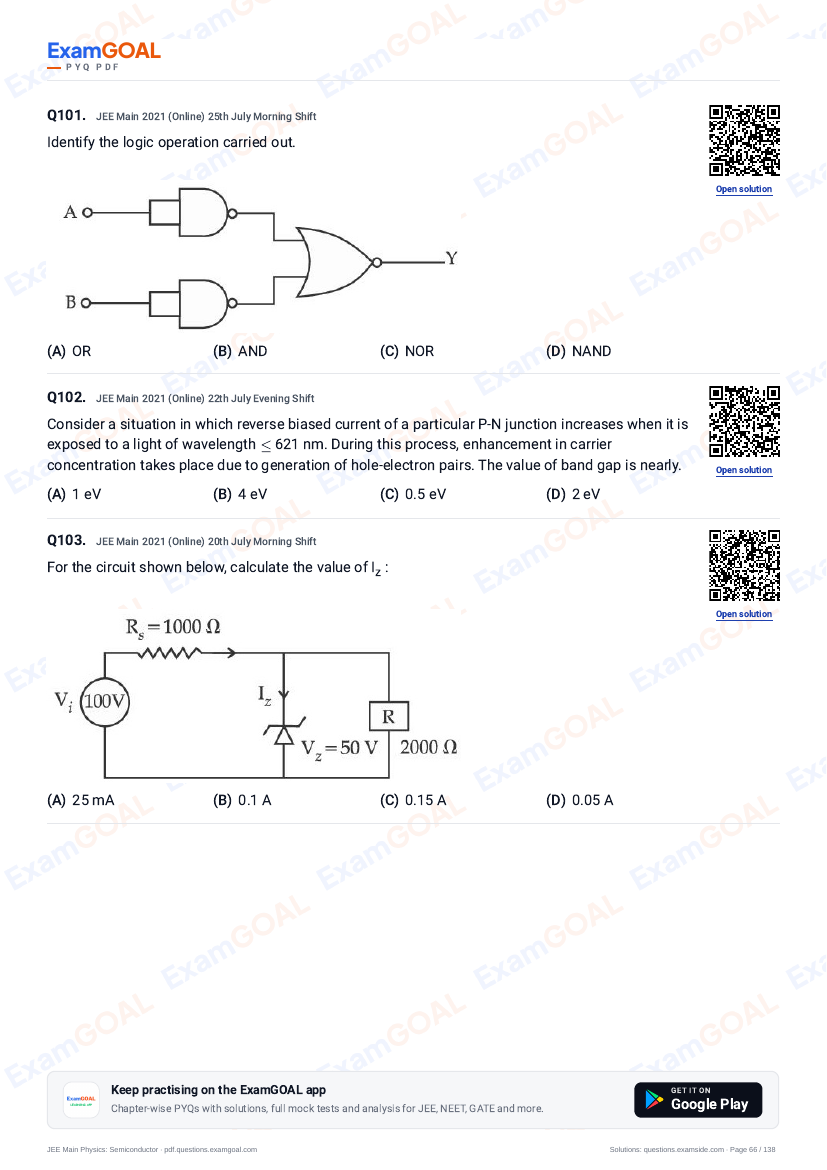 ExamGOAL
PYQ PDF
Q101. JEE Main 2021 (Online) 25th July Morning Shift
Identify the logic operation carried out.
Open solution
A
B
Y
(A) OR (B) AND (C) NOR (D) NAND
Q102. JEE Main 2021 (Online) 22th July Evening Shift
Consider a situation in which reverse biased current of a particular P-N junction increases when it is
exposed to a light of wavelength ≤ 621 nm. During this process, enhancement in carrier
concentration takes place due to generation of hole-electron pairs. The value of band gap is nearly.
Open solution
(A) 1 eV (B) 4 eV (C) 0.5 eV (D) 2 eV
Q103. JEE Main 2021 (Online) 20th July Morning Shift
For the circuit shown below, calculate the value of Iz :
Open solution
Rs = 1000 Ω
Vi 100V
Iz
R
Vz = 50 V 2000 Ω
(A) 25 mA (B) 0.1 A (C) 0.15 A (D) 0.05 A
ExamGOAL
Keep practising on the ExamGOAL app
Chapter-wise PYQs with solutions, full mock tests and analysis for JEE, NEET, GATE and more.
GET IT ON
Google Play
JEE Main Physics: Semiconductor · pdf.questions.examgoal.com
Solutions: questions.examside.com · Page 66 / 138